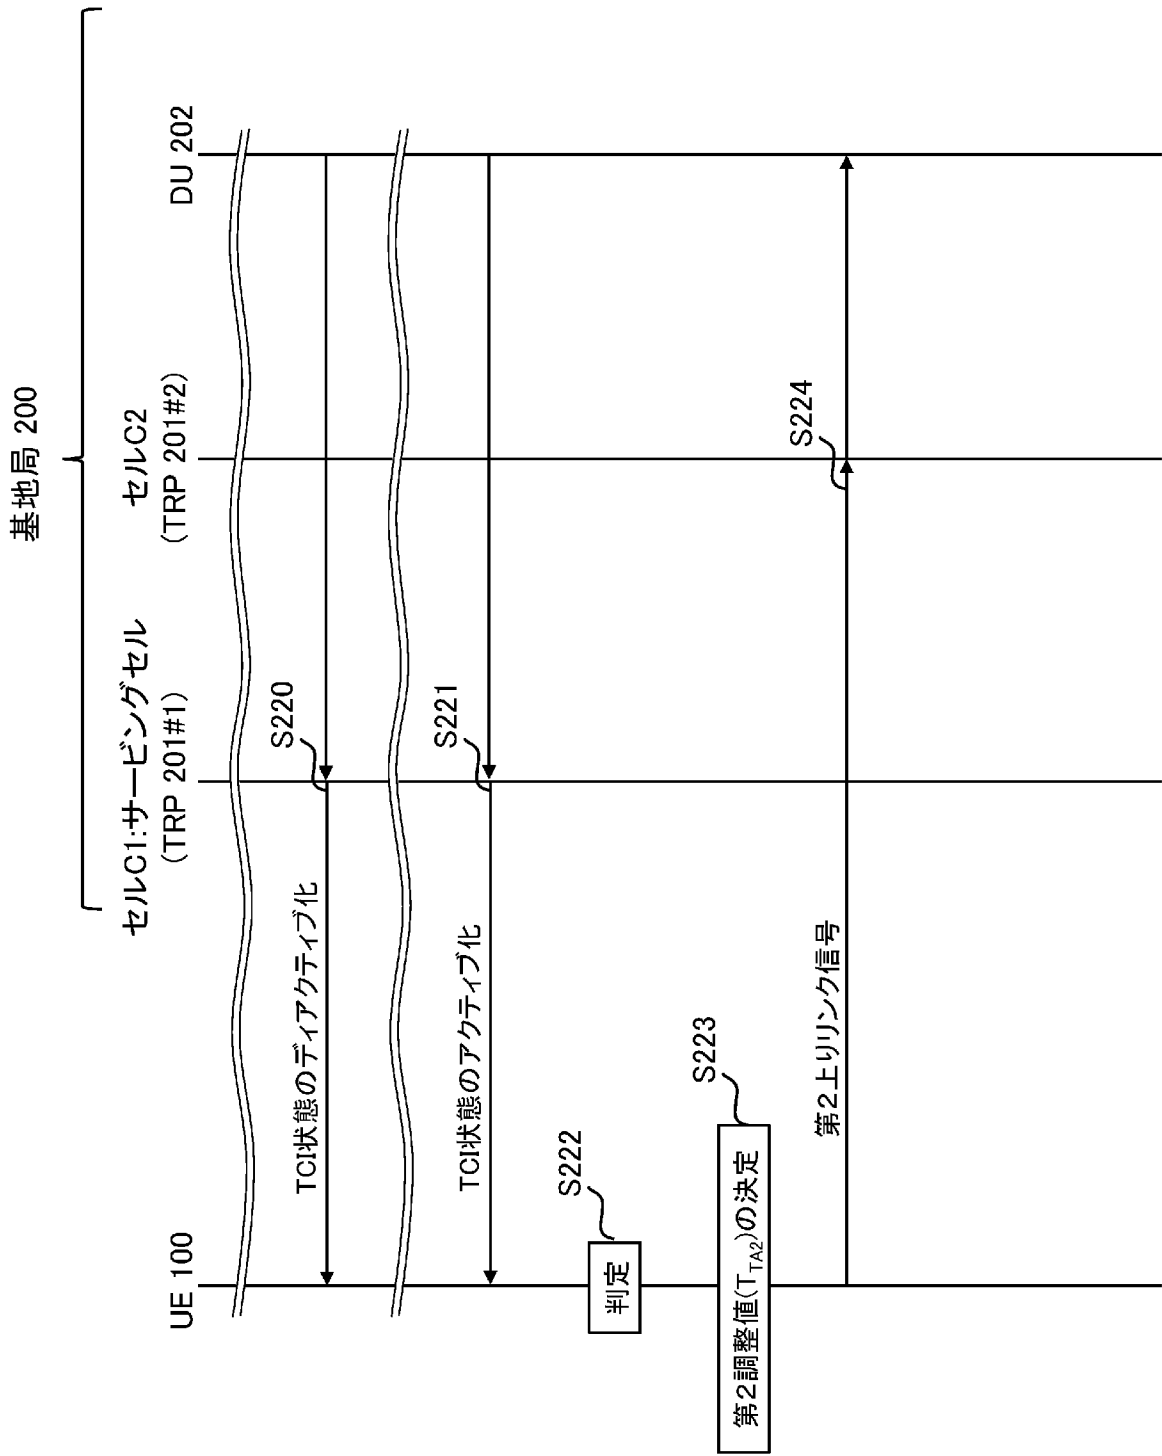 基地局 200
UE 100
セルC1:サービングセル
(TRP 201#1)
セルC2
(TRP 201#2)
DU 202
TCI状態のディアクティブ化
S220
TCI状態のアクティブ化
S221
判定
S222
第2調整値(TTA2)の決定
S223
第2上りリンク信号
S224